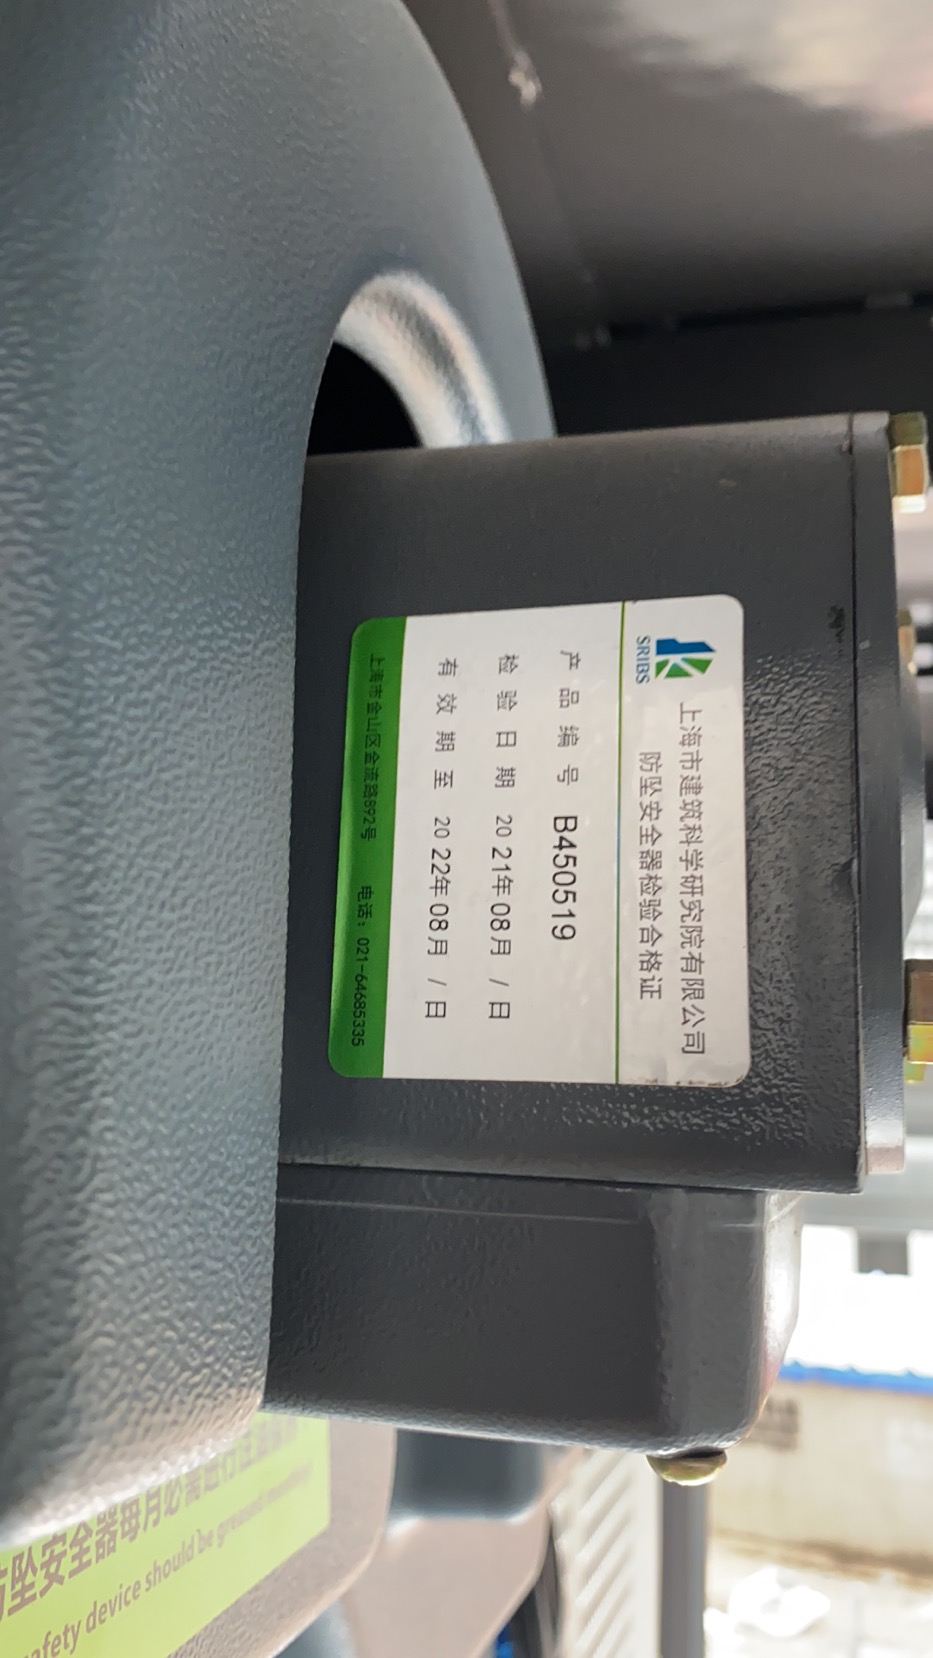 SRIBS
上海市建筑科学研究院有限公司
防坠安全器检验合格证
产品编号 B450519
检验日期 2021年08月 / 日
有效期至 2022年08月 / 日
上海市金山区金流路892号 电话：021-64685335
坠安全器每月必需进行
afety device should be greased